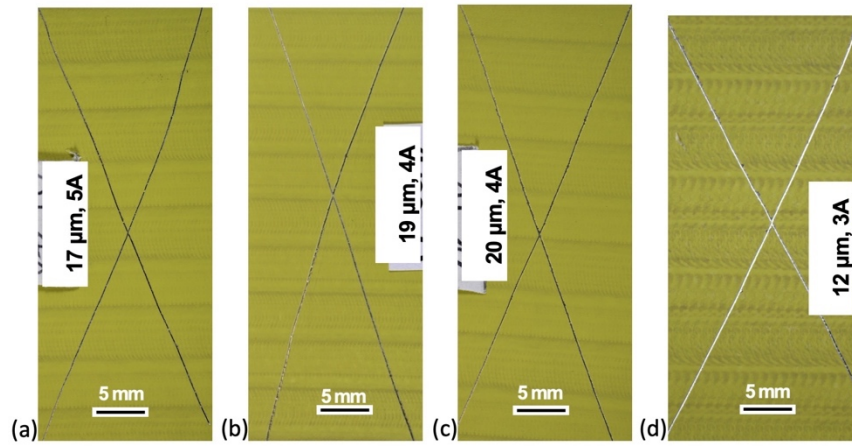 17 µm, 5A
5 mm
(a)
19 µm, 4A
5 mm
(b)
20 µm, 4A
5 mm
(c)
12 µm, 3A
5 mm
(d)